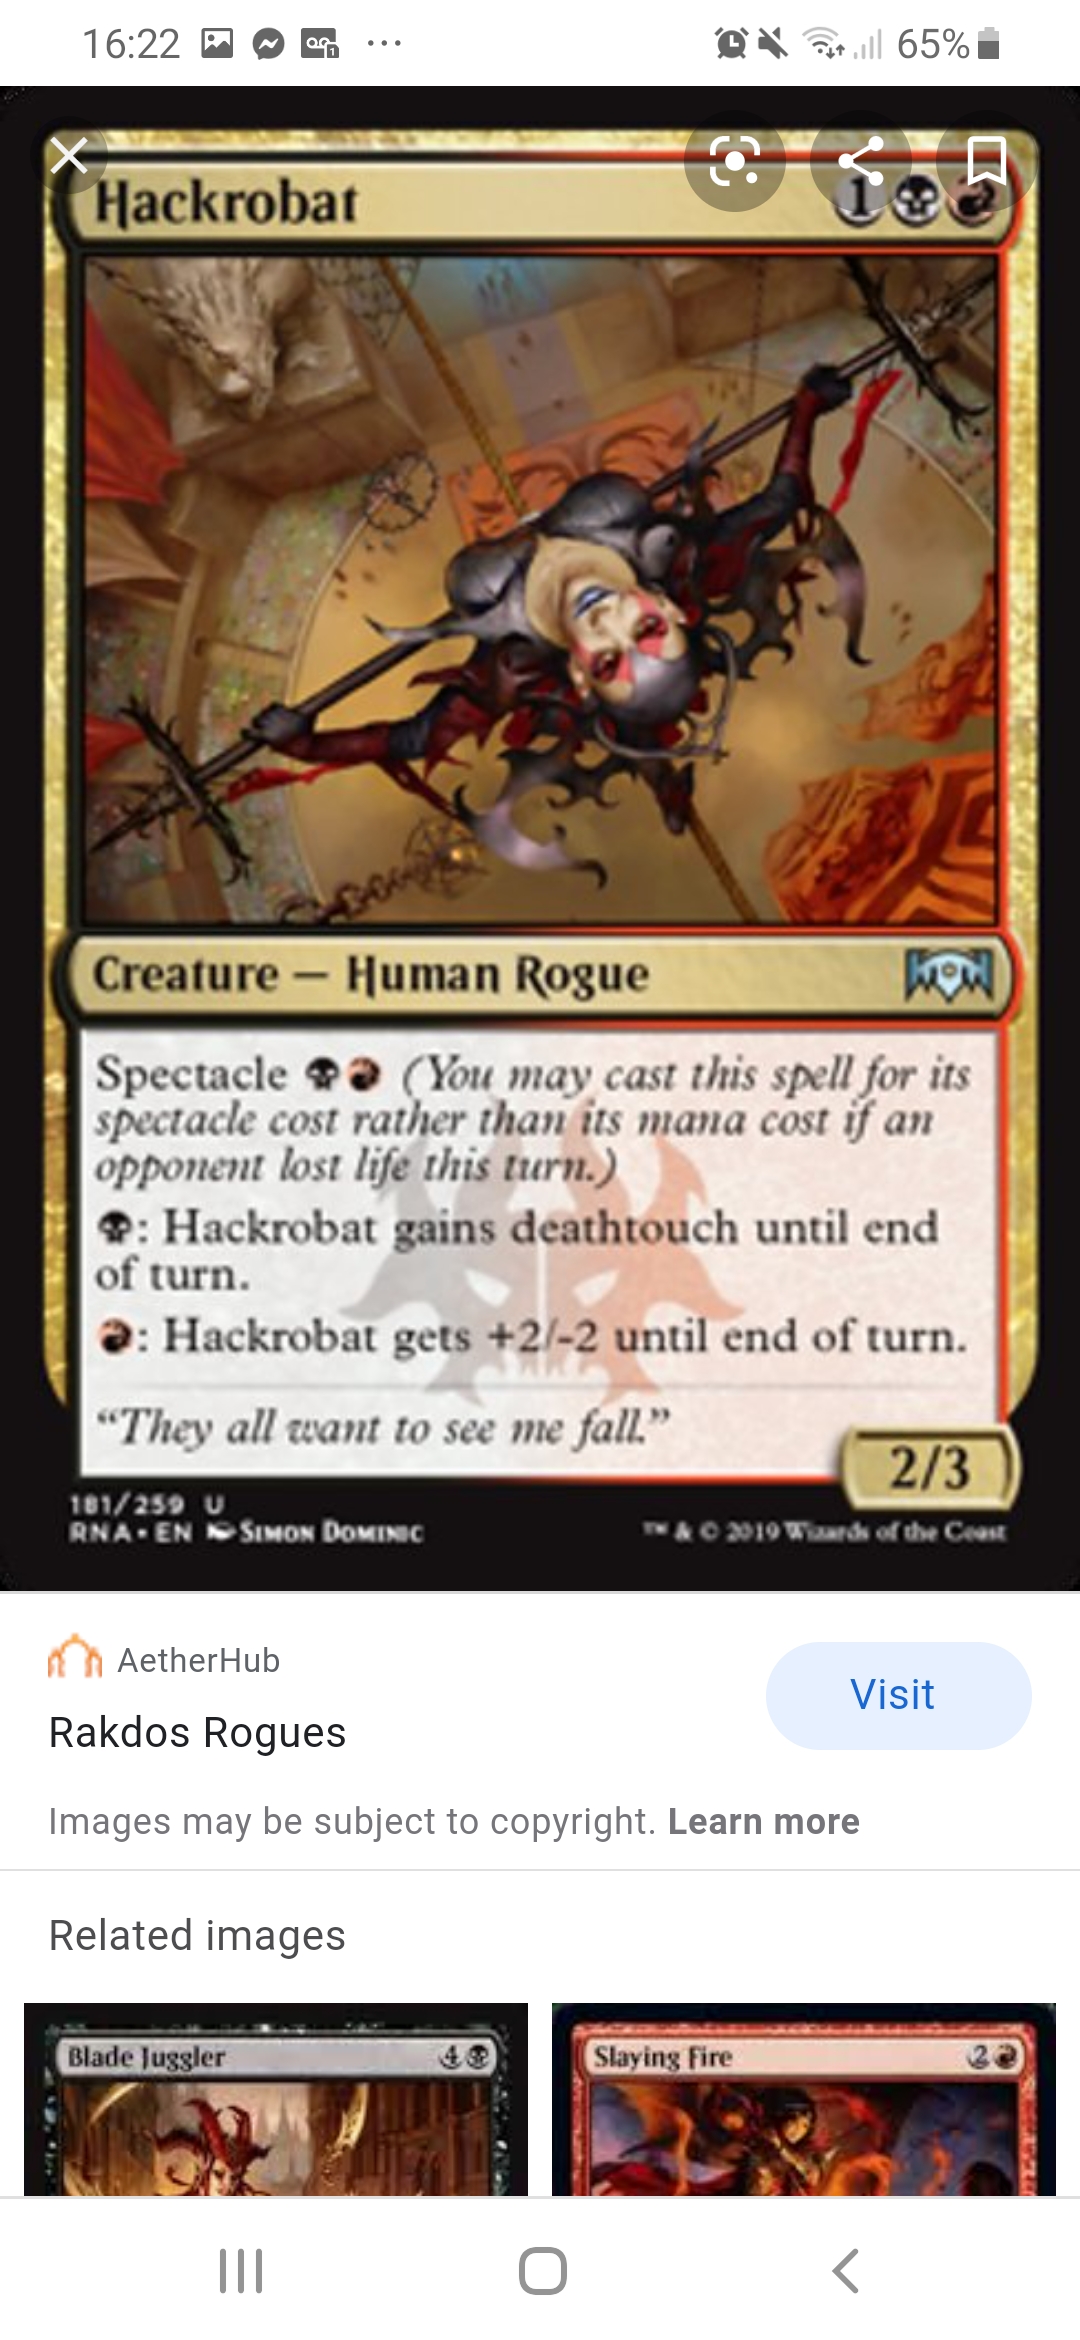 16:22
65%
Hackrobat
1
Creature — Human Rogue
Spectacle (You may cast this spell for its
spectacle cost rather than its mana cost if an
opponent lost life this turn.)
: Hackrobat gains deathtouch until end
of turn.
: Hackrobat gets +2/-2 until end of turn.
“They all want to see me fall.”
2/3
181/259 U
RNA • EN Simon Dominic
™ & © 2019 Wizards of the Coast
AetherHub
Visit
Rakdos Rogues
Images may be subject to copyright. Learn more
Related images
Blade Juggler 4
Slaying Fire 2